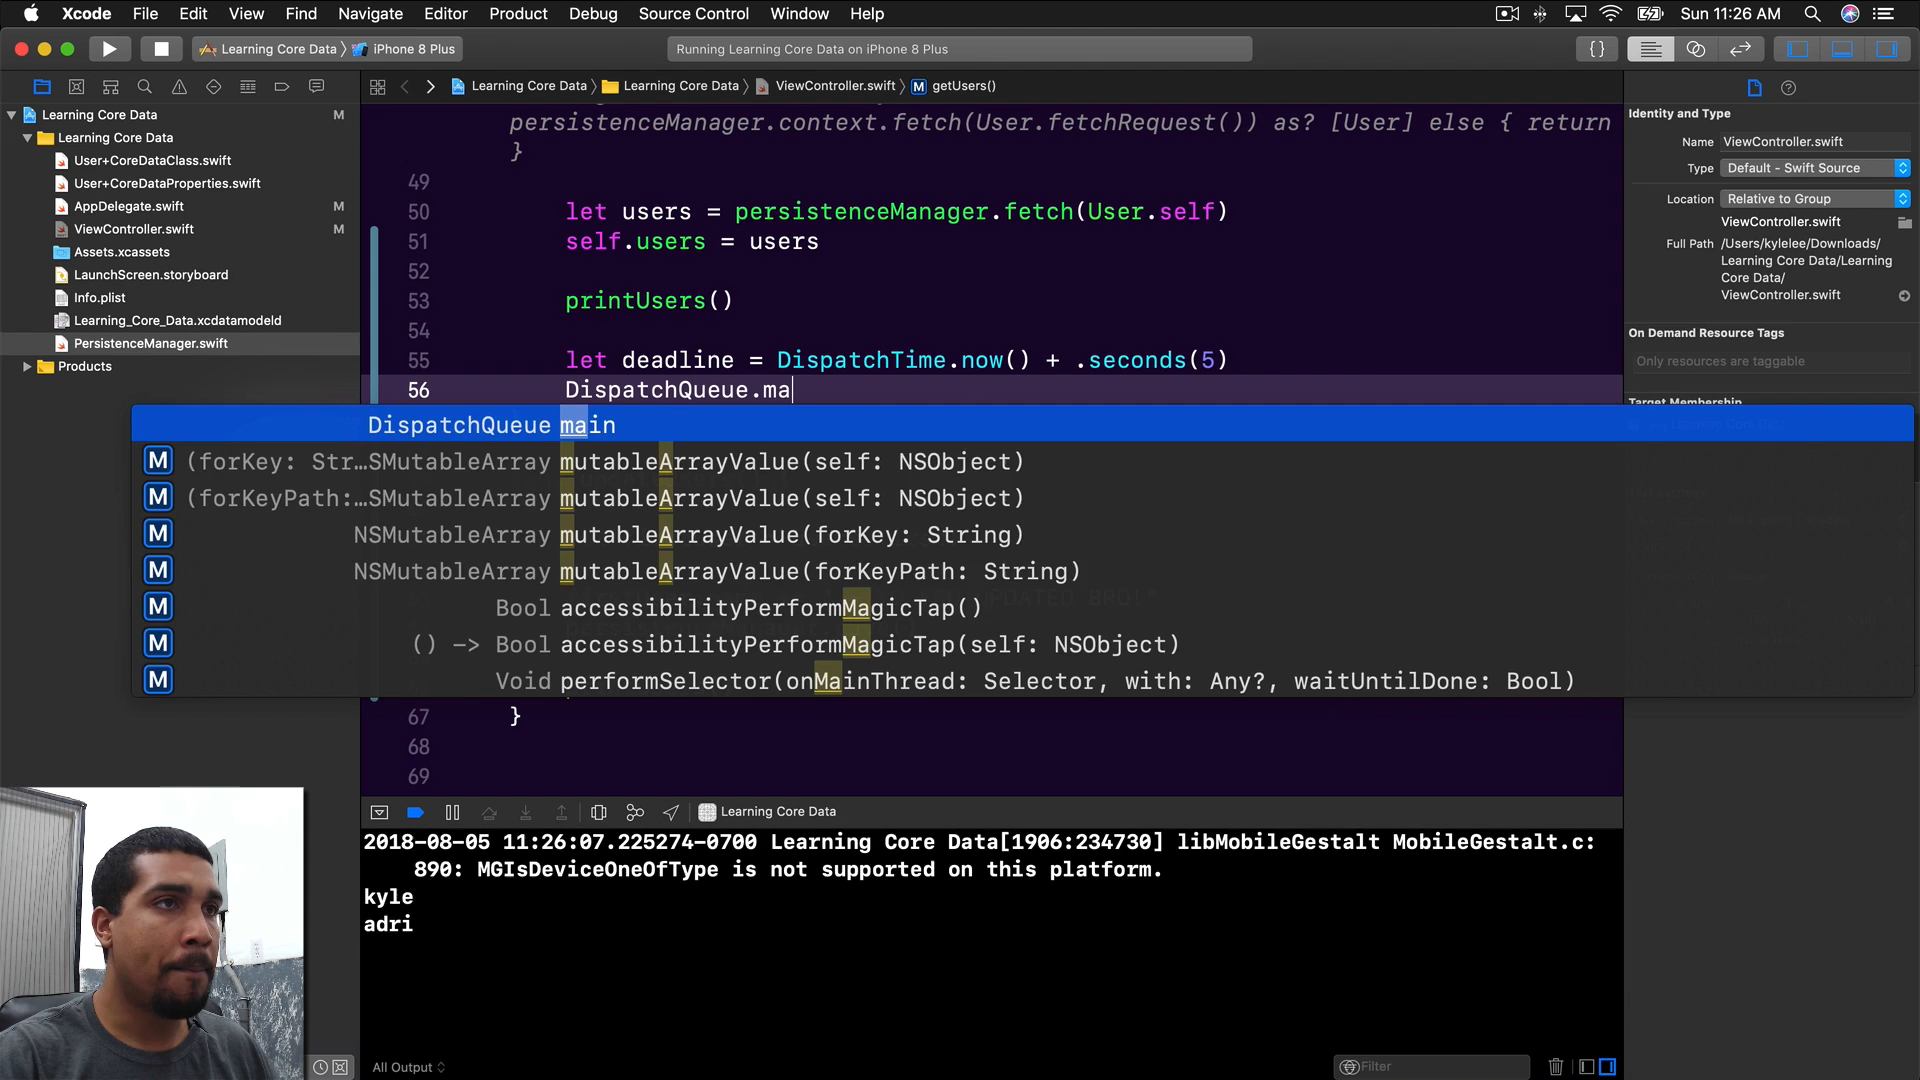 Xcode File Edit View Find Navigate Editor Product Debug Source Control Window Help Sun 11:26 AM
Learning Core Data iPhone 8 Plus Running Learning Core Data on iPhone 8 Plus
Learning Core Data Learning Core Data ViewController.swift M getUsers()
Learning Core Data M
Learning Core Data
User+CoreDataClass.swift
User+CoreDataProperties.swift
AppDelegate.swift M
ViewController.swift M
Assets.xcassets
LaunchScreen.storyboard
Info.plist
Learning_Core_Data.xcdatamodeld
PersistenceManager.swift
Products
persistenceManager.context.fetch(User.fetchRequest()) as? [User] else { return
}
49
50 let users = persistenceManager.fetch(User.self)
51 self.users = users
52
53 printUsers()
54
55 let deadline = DispatchTime.now() + .seconds(5)
56 DispatchQueue.ma
DispatchQueue main
M (forKey: Str…SMutableArray mutableArrayValue(self: NSObject)
M (forKeyPath:…SMutableArray mutableArrayValue(self: NSObject)
M NSMutableArray mutableArrayValue(forKey: String)
M NSMutableArray mutableArrayValue(forKeyPath: String)
M Bool accessibilityPerformMagicTap()
M () -> Bool accessibilityPerformMagicTap(self: NSObject)
M Void performSelector(onMainThread: Selector, with: Any?, waitUntilDone: Bool)
67 }
68
69
Identity and Type
Name ViewController.swift
Type Default - Swift Source
Location Relative to Group
ViewController.swift
Full Path /Users/kylelee/Downloads/
Learning Core Data/Learning
Core Data/
ViewController.swift
On Demand Resource Tags
Only resources are taggable
Target Membership
Learning Core Data
2018-08-05 11:26:07.225274-0700 Learning Core Data[1906:234730] libMobileGestalt MobileGestalt.c:
890: MGIsDeviceOneOfType is not supported on this platform.
kyle
adri
All Output Filter